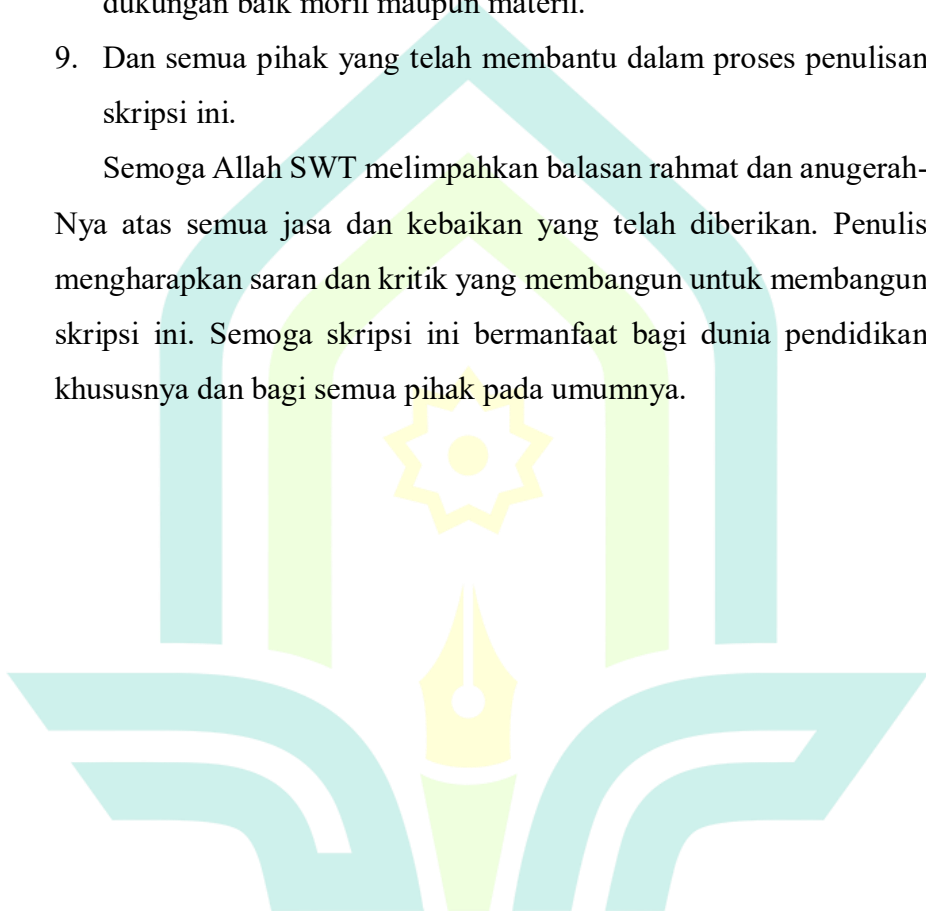 dukungan baik moril maupun materil.
9. Dan semua pihak yang telah membantu dalam proses penulisan
skripsi ini.
Semoga Allah SWT melimpahkan balasan rahmat dan anugerah-
Nya atas semua jasa dan kebaikan yang telah diberikan. Penulis
mengharapkan saran dan kritik yang membangun untuk membangun
skripsi ini. Semoga skripsi ini bermanfaat bagi dunia pendidikan
khususnya dan bagi semua pihak pada umumnya.